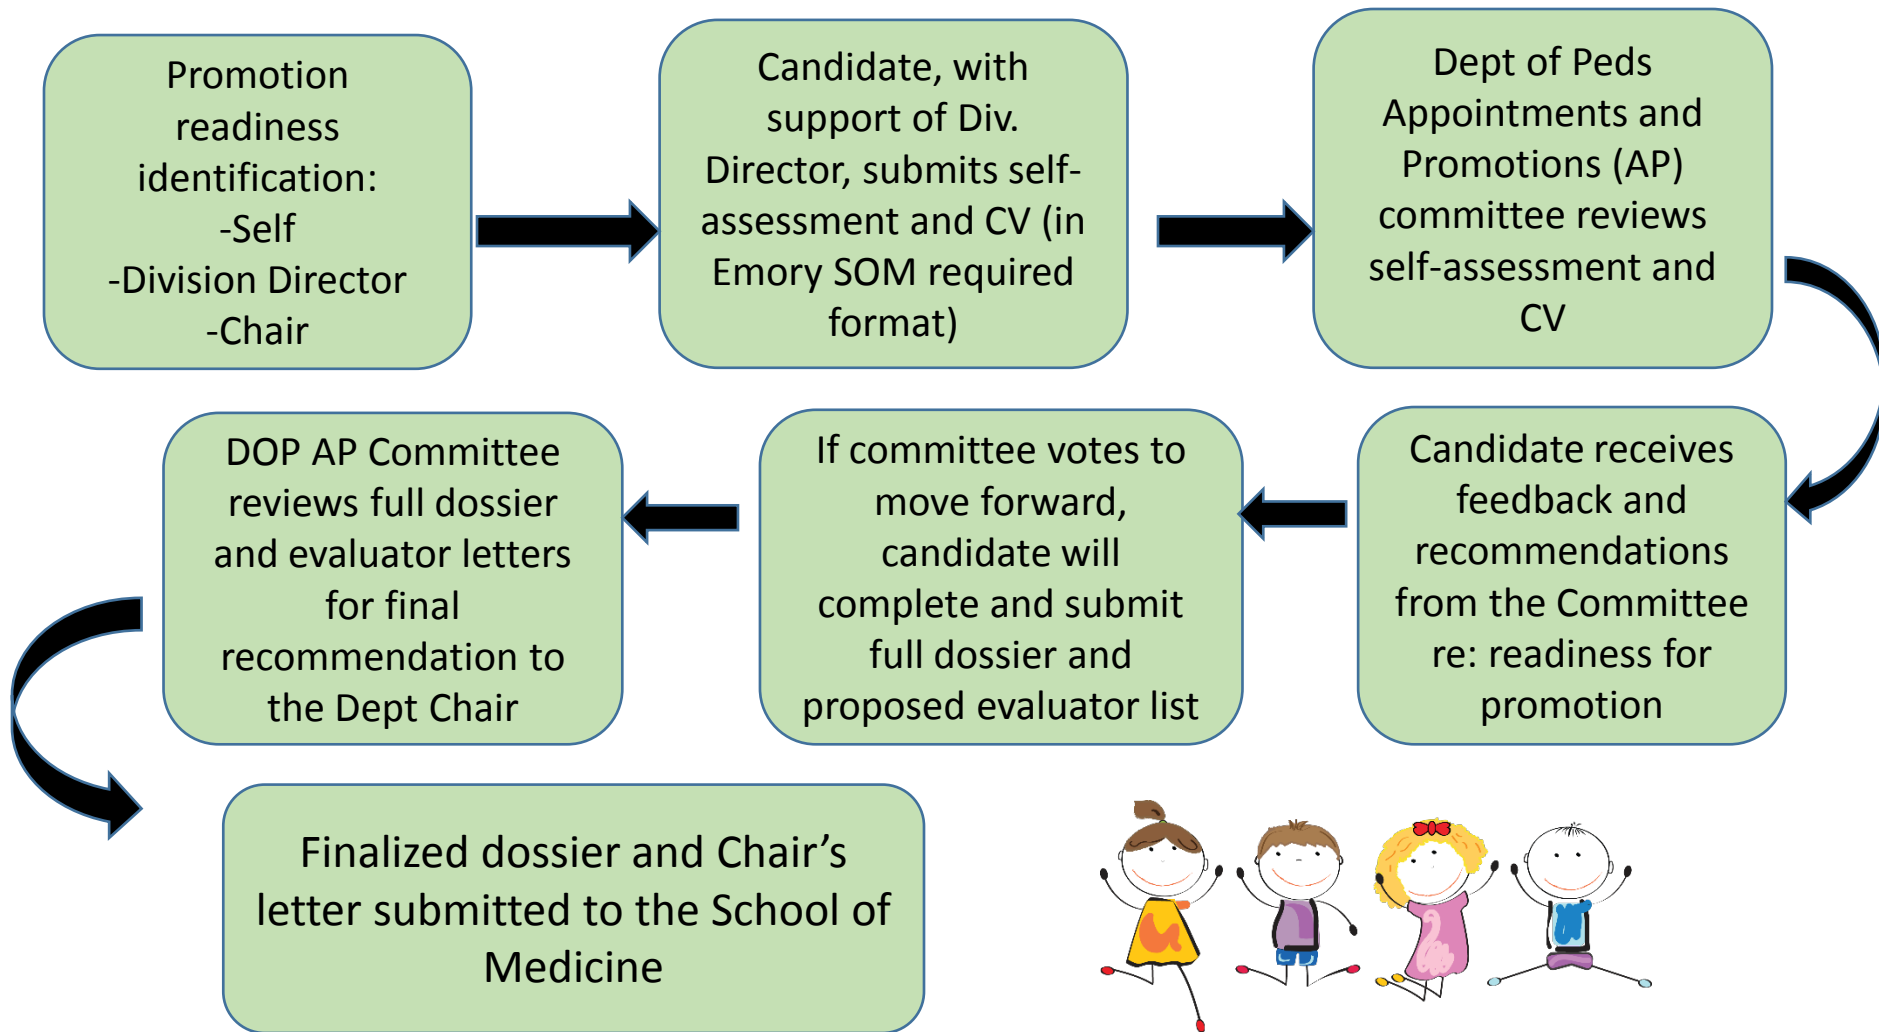 Promotion
readiness
identification:
-Self
-Division Director
-Chair
Candidate, with
support of Div.
Director, submits self-
assessment and CV (in
Emory SOM required
format)
Dept of Peds
Appointments and
Promotions (AP)
committee reviews
self-assessment and
CV
Candidate receives
feedback and
recommendations
from the Committee
re: readiness for
promotion
If committee votes to
move forward,
candidate will
complete and submit
full dossier and
proposed evaluator list
DOP AP Committee
reviews full dossier
and evaluator letters
for final
recommendation to
the Dept Chair
Finalized dossier and Chair’s
letter submitted to the School of
Medicine